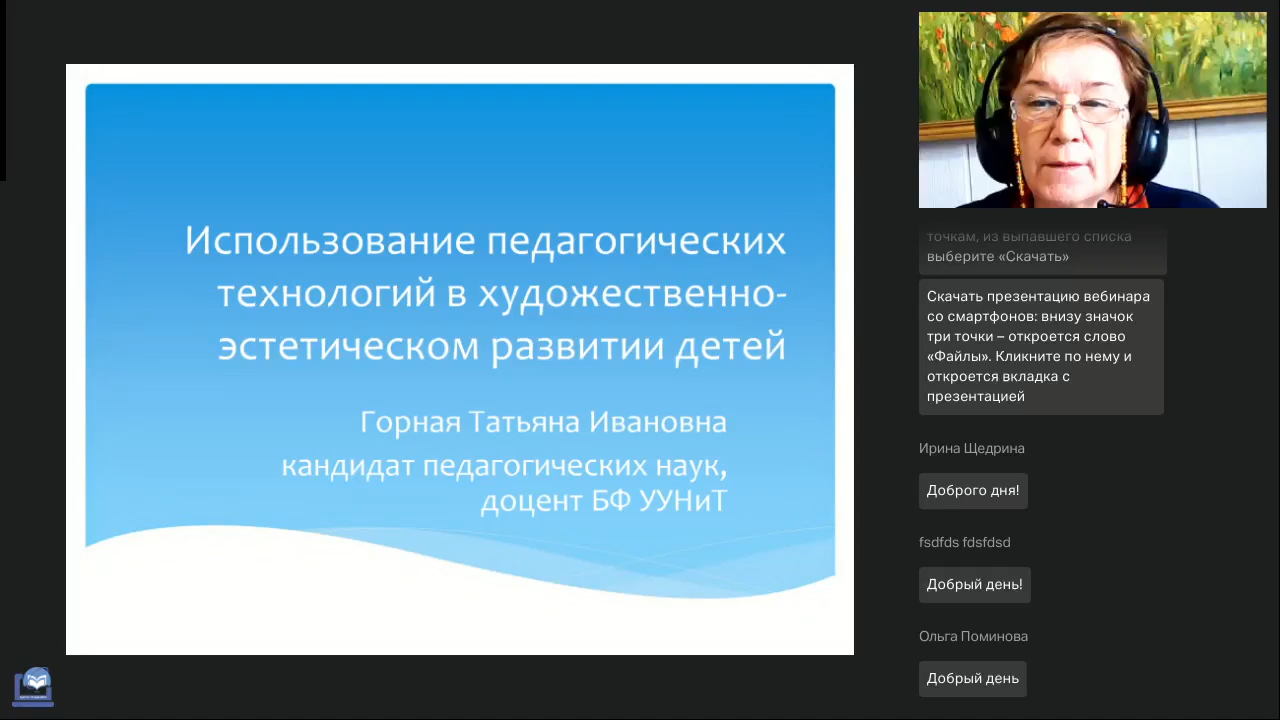 Использование педагогических
технологий в художественно-
эстетическом развитии детей
Горная Татьяна Ивановна
кандидат педагогических наук,
доцент БФ УУНиТ
точкам, из выпавшего списка
выберите «Скачать»
Скачать презентацию вебинара
со смартфонов: внизу значок
три точки – откроется слово
«Файлы». Кликните по нему и
откроется вкладка с
презентацией
Ирина Щедрина
Доброго дня!
fsdfds fdsfdsd
Добрый день!
Ольга Поминова
Добрый день